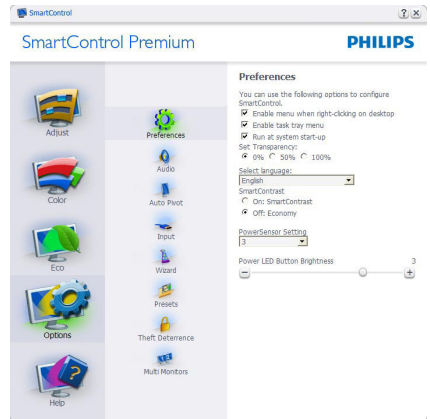 SmartControl
SmartControl Premium
PHILIPS
Adjust
Color
Eco
Options
Help
Preferences
Audio
Auto Pivot
Input
Wizard
Presets
Theft Deterrence
Multi Monitors
Preferences
You can use the following options to configure
SmartControl.
Enable menu when right-clicking on desktop
Enable task tray menu
Run at system start-up
Set Transparency:
0% 50% 100%
Select language:
English
SmartContrast
On: SmartContrast
Off: Economy
PowerSensor Setting
3
Power LED Button Brightness 3